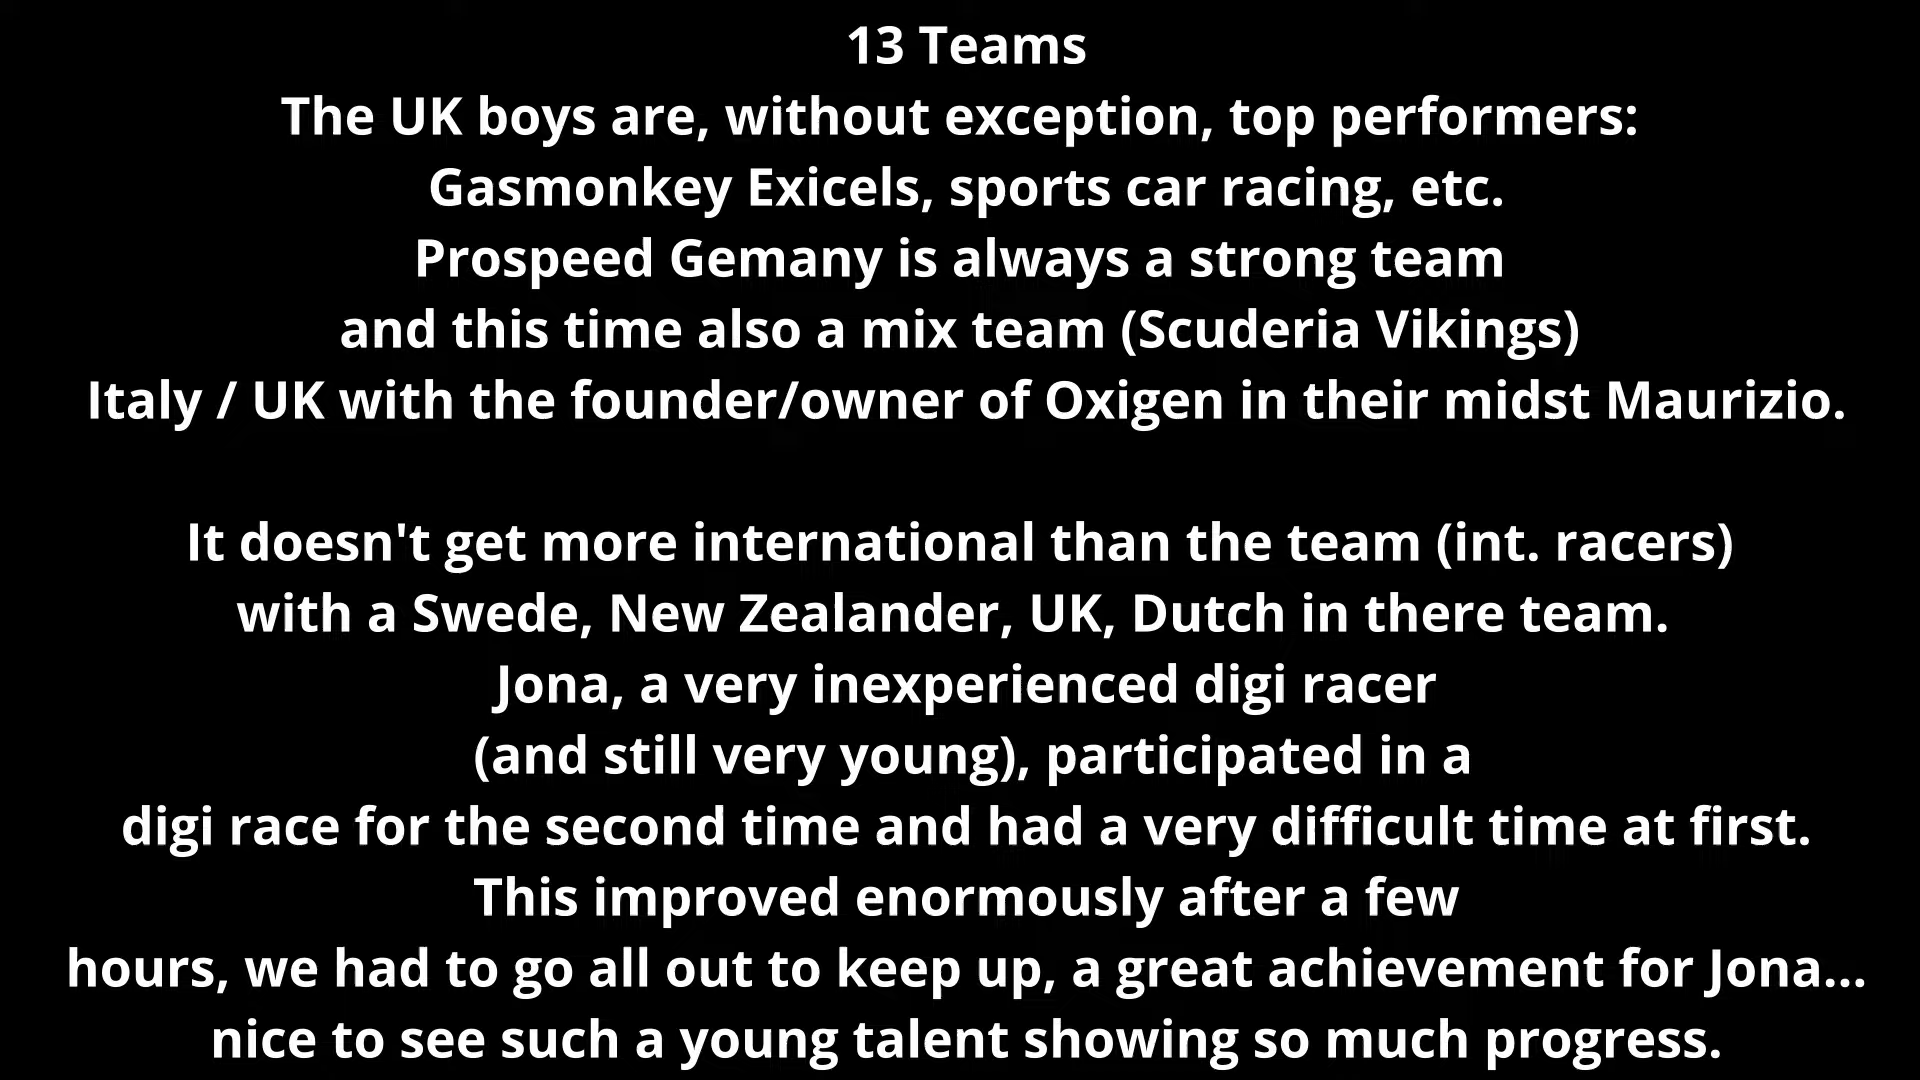 13 Teams
The UK boys are, without exception, top performers:
Gasmonkey Exicels, sports car racing, etc.
Prospeed Gemany is always a strong team
and this time also a mix team (Scuderia Vikings)
Italy / UK with the founder/owner of Oxigen in their midst Maurizio.
It doesn't get more international than the team (int. racers)
with a Swede, New Zealander, UK, Dutch in there team.
Jona, a very inexperienced digi racer
(and still very young), participated in a
digi race for the second time and had a very difficult time at first.
This improved enormously after a few
hours, we had to go all out to keep up, a great achievement for Jona...
nice to see such a young talent showing so much progress.